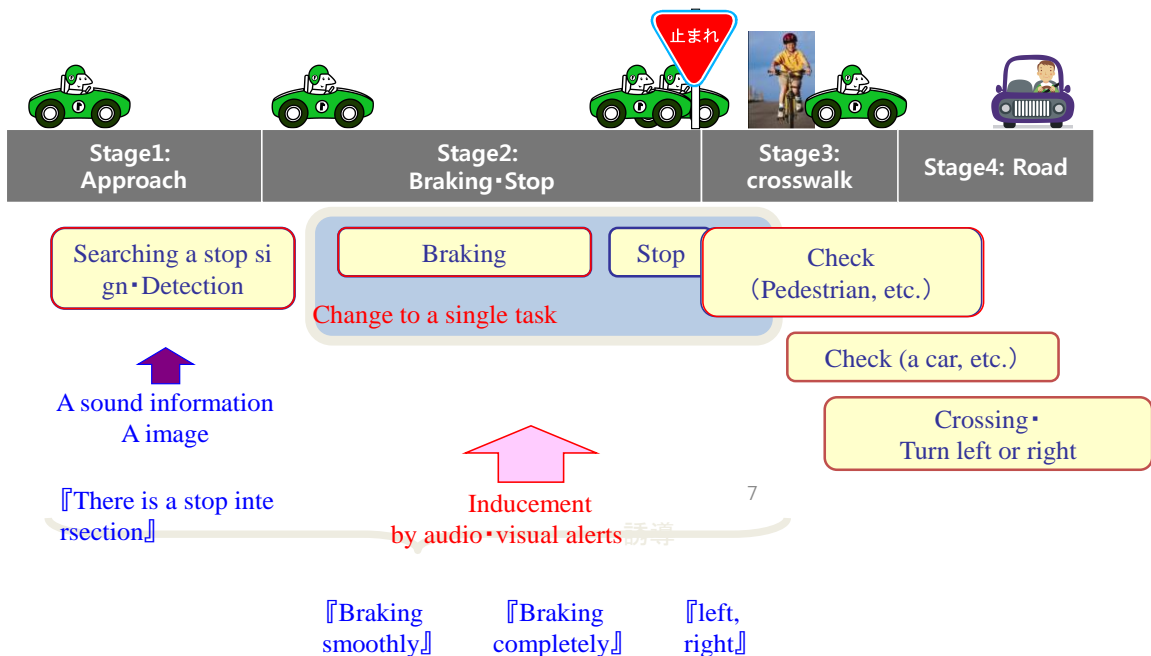 止まれ
Stage1:
Approach
Stage2:
Braking・Stop
Stage3:
crosswalk
Stage4: Road
Searching a stop si
gn・Detection
Braking
Stop
Check
（Pedestrian, etc.）
Change to a single task
Check (a car, etc.）
A sound information
A image
Crossing・
Turn left or right
『There is a stop inte
rsection』
7
Inducement
by audio・visual alerts
誘導
『Braking
smoothly』
『Braking
completely』
『left,
right』